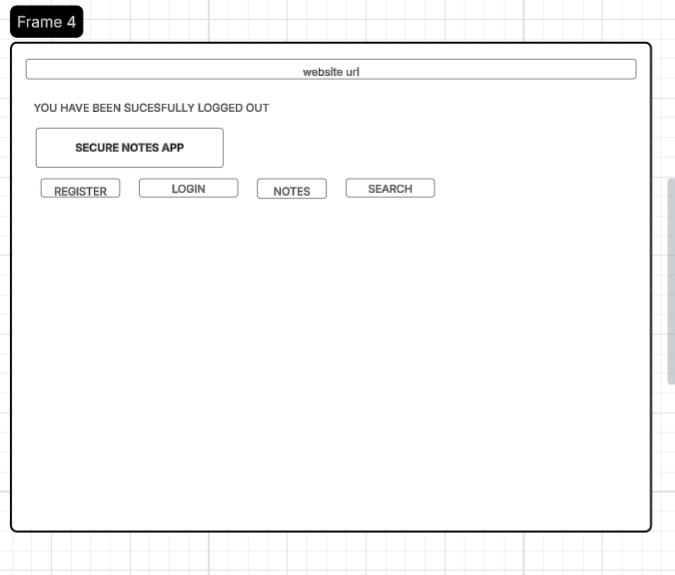 Frame 4
website url
YOU HAVE BEEN SUCESFULLY LOGGED OUT
SECURE NOTES APP
REGISTER LOGIN NOTES SEARCH